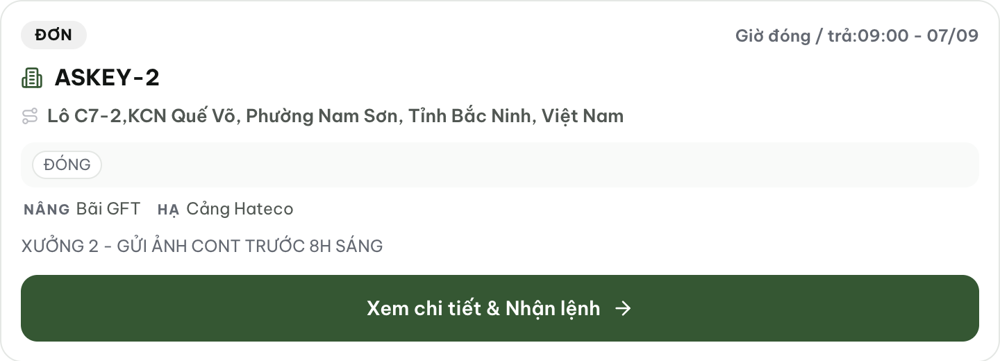 ĐƠN
Giờ đóng / trả:09:00 - 07/09
ASKEY-2
Lô C7-2,KCN Quế Võ, Phường Nam Sơn, Tỉnh Bắc Ninh, Việt Nam
ĐÓNG
NÂNG Bãi GFT HẠ Cảng Hateco
XƯỞNG 2 - GỬI ẢNH CONT TRƯỚC 8H SÁNG
Xem chi tiết & Nhận lệnh →